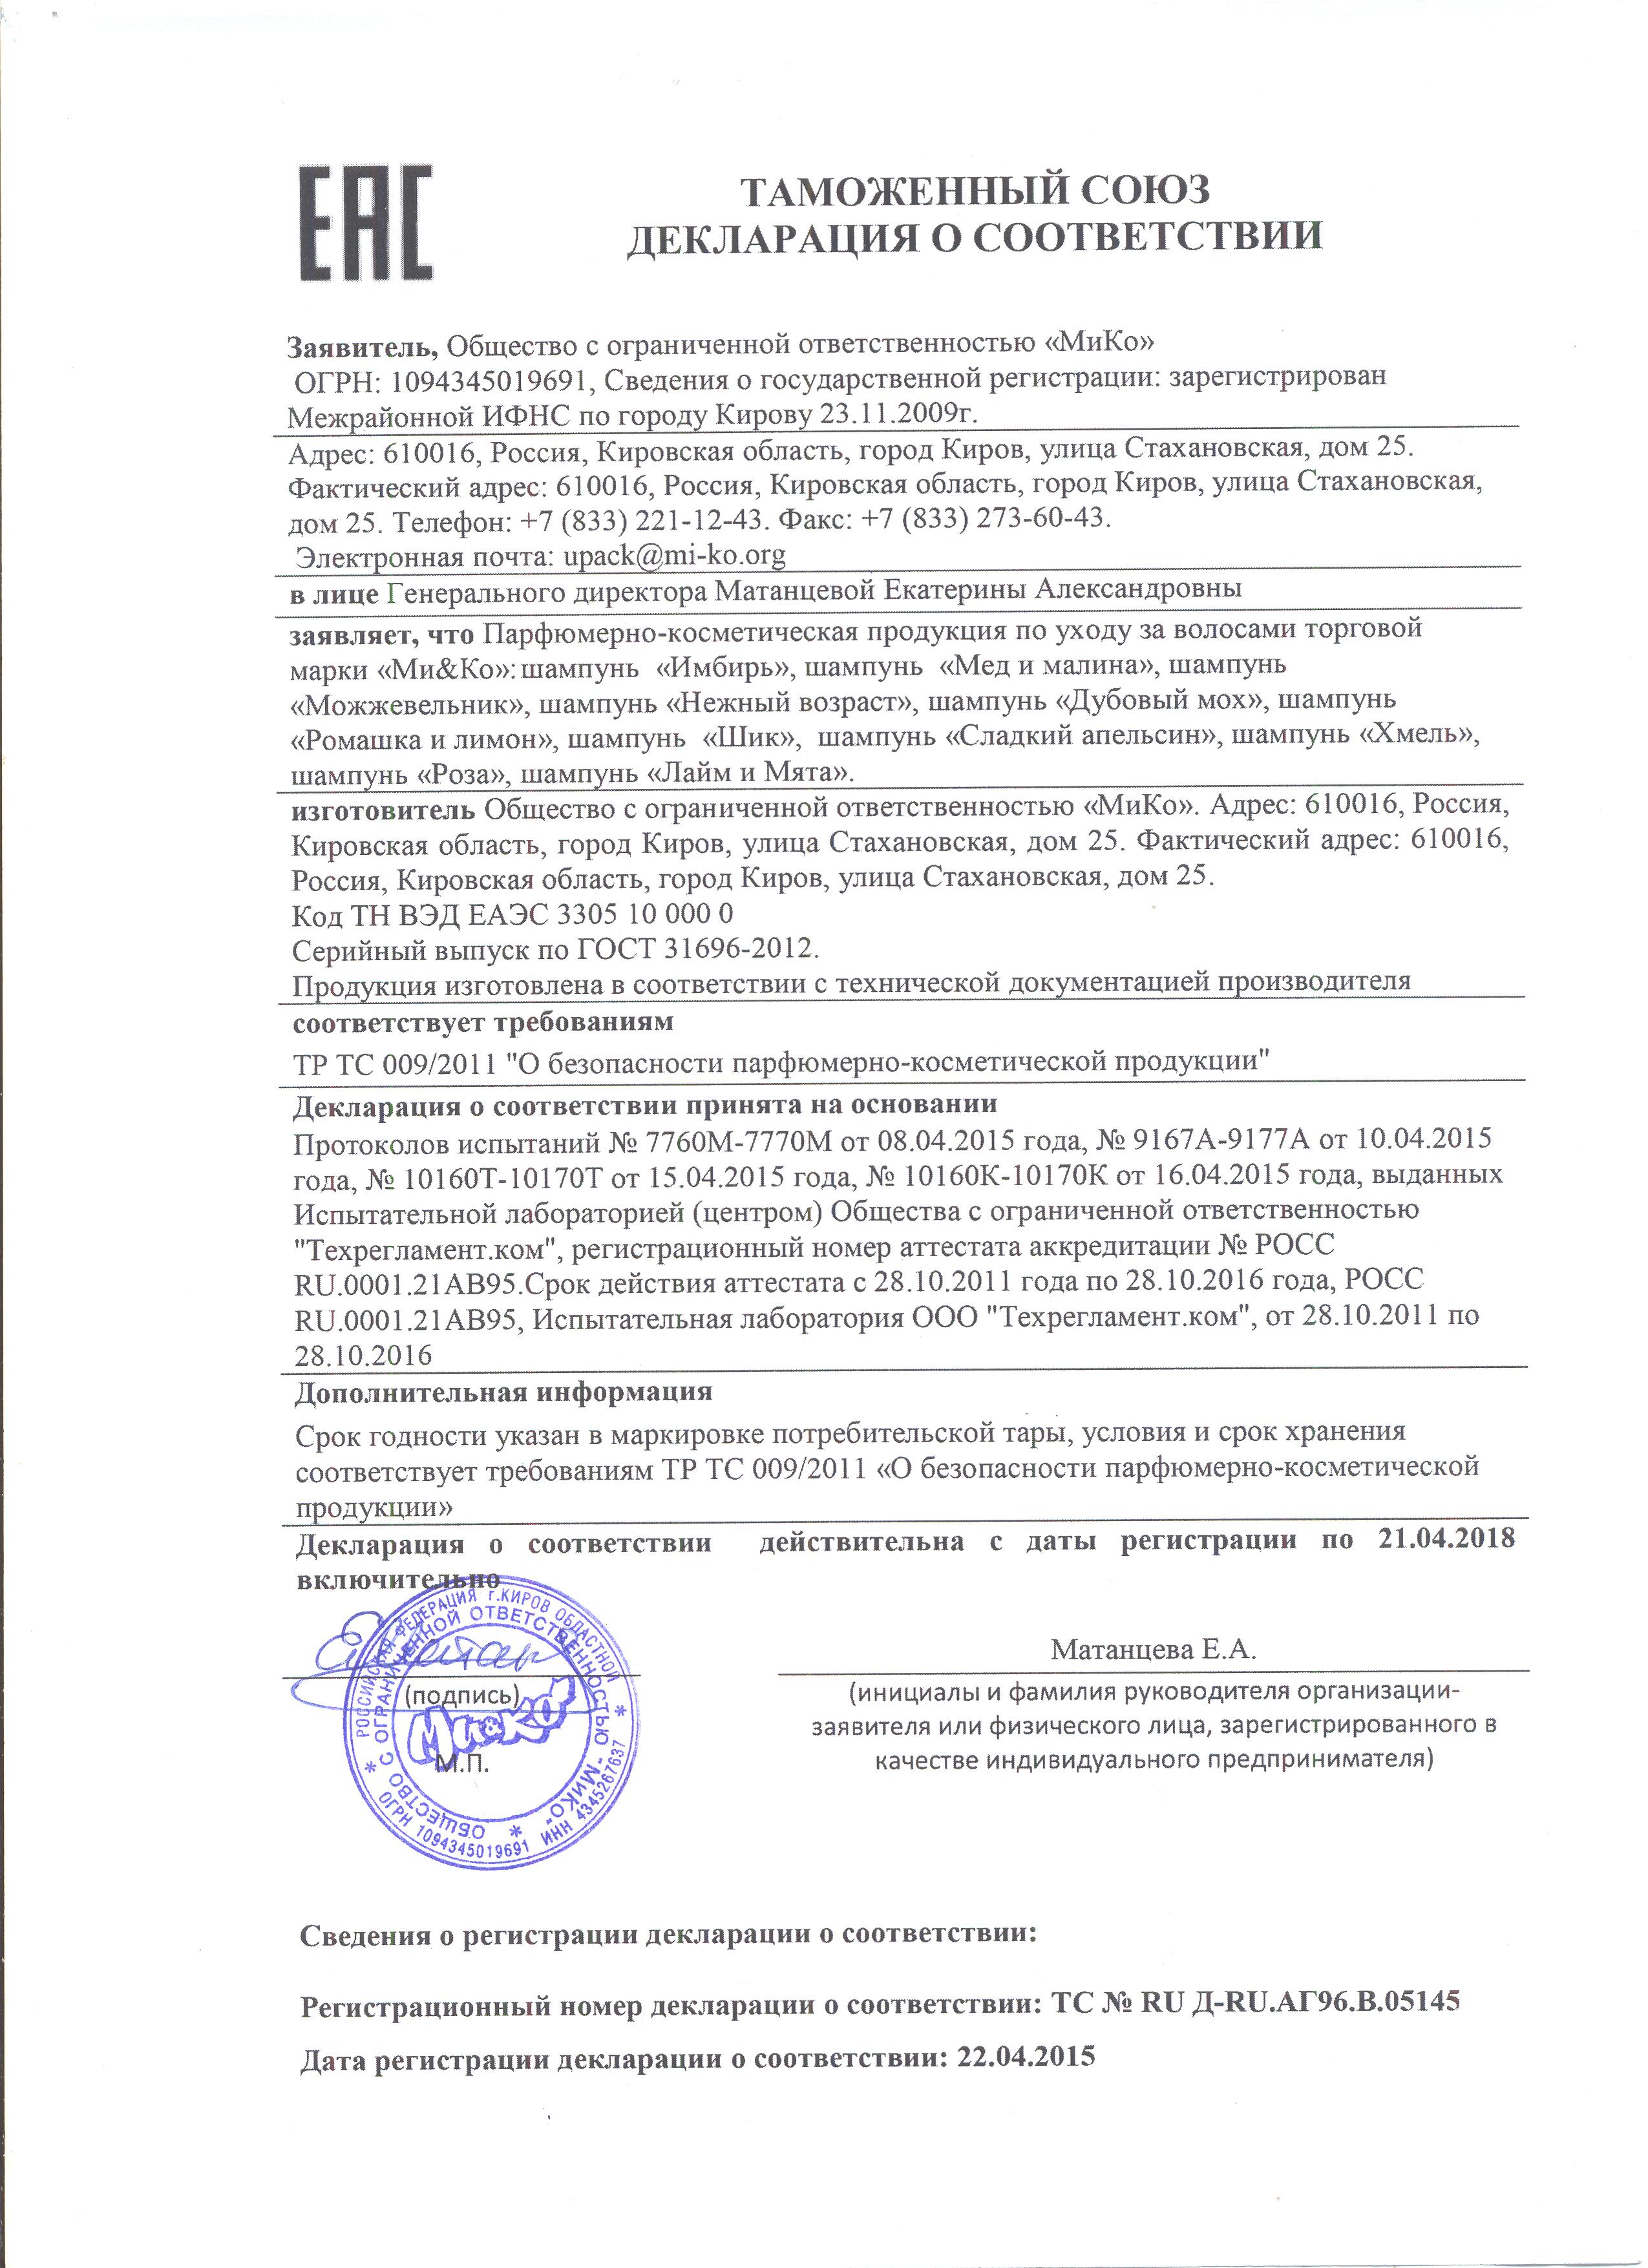 ЕАС
ТАМОЖЕННЫЙ СОЮЗ
ДЕКЛАРАЦИЯ О СООТВЕТСТВИИ
Заявитель, Общество с ограниченной ответственностью «МиКо»
ОГРН: 1094345019691, Сведения о государственной регистрации: зарегистрирован
Межрайонной ИФНС по городу Кирову 23.11.2009г.
Адрес: 610016, Россия, Кировская область, город Киров, улица Стахановская, дом 25.
Фактический адрес: 610016, Россия, Кировская область, город Киров, улица Стахановская,
дом 25. Телефон: +7 (833) 221-12-43. Факс: +7 (833) 273-60-43.
Электронная почта: upack@mi-ko.org
в лице Генерального директора Матанцевой Екатерины Александровны
заявляет, что Парфюмерно-косметическая продукция по уходу за волосами торговой
марки «Ми&Ко»: шампунь «Имбирь», шампунь «Мед и малина», шампунь
«Можжевельник», шампунь «Нежный возраст», шампунь «Дубовый мох», шампунь
«Ромашка и лимон», шампунь «Шик», шампунь «Сладкий апельсин», шампунь «Хмель»,
шампунь «Роза», шампунь «Лайм и Мята».
изготовитель Общество с ограниченной ответственностью «МиКо». Адрес: 610016, Россия,
Кировская область, город Киров, улица Стахановская, дом 25. Фактический адрес: 610016,
Россия, Кировская область, город Киров, улица Стахановская, дом 25.
Код ТН ВЭД ЕАЭС 3305 10 000 0
Серийный выпуск по ГОСТ 31696-2012.
Продукция изготовлена в соответствии с технической документацией производителя
соответствует требованиям
ТР ТС 009/2011 "О безопасности парфюмерно-косметической продукции"
Декларация о соответствии принята на основании
Протоколов испытаний № 7760М-7770М от 08.04.2015 года, № 9167А-9177А от 10.04.2015
года, № 10160Т-10170Т от 15.04.2015 года, № 10160К-10170К от 16.04.2015 года, выданных
Испытательной лабораторией (центром) Общества с ограниченной ответственностью
"Техрегламент.ком", регистрационный номер аттестата аккредитации № РОСС
RU.0001.21АВ95.Срок действия аттестата с 28.10.2011 года по 28.10.2016 года, РОСС
RU.0001.21АВ95, Испытательная лаборатория ООО "Техрегламент.ком", от 28.10.2011 по
28.10.2016
Дополнительная информация
Срок годности указан в маркировке потребительской тары, условия и срок хранения
соответствует требованиям ТР ТС 009/2011 «О безопасности парфюмерно-косметической
продукции»
Декларация о соответствии действительна с даты регистрации по 21.04.2018
включительно
Матанцева Е.А.
(подпись)
(инициалы и фамилия руководителя организации-
заявителя или физического лица, зарегистрированного в
качестве индивидуального предпринимателя)
М.П.
РОССИЙСКАЯ ФЕДЕРАЦИЯ г.КИРОВ ОБЛАСТНОЙ
* ОГРН 1094345019691 ИНН 4345267637 *
ОБЩЕСТВО С ОГРАНИЧЕННОЙ ОТВЕТСТВЕННОСТЬЮ -МиКО- *
Ми&Ко
Сведения о регистрации декларации о соответствии:
Регистрационный номер декларации о соответствии: ТС № RU Д-RU.АГ96.В.05145
Дата регистрации декларации о соответствии: 22.04.2015